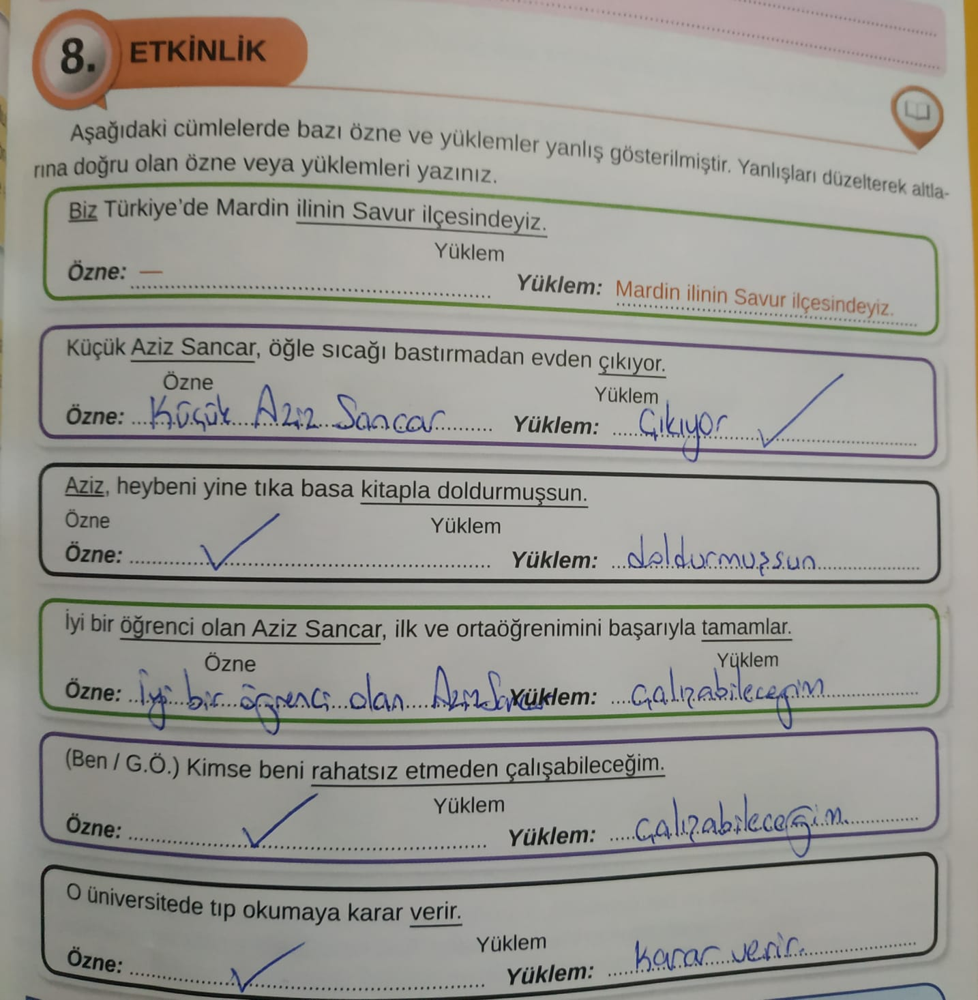 8. ETKİNLİK
Aşağıdaki cümlelerde bazı özne ve yüklemler yanlış gösterilmiştir. Yanlışları düzelterek altla-
rına doğru olan özne veya yüklemleri yazınız.
Biz Türkiye'de Mardin ilinin Savur ilçesindeyiz.
Yüklem
Özne: — Yüklem: Mardin ilinin Savur ilçesindeyiz.
Küçük Aziz Sancar, öğle sıcağı bastırmadan evden çıkıyor.
Özne Yüklem
Özne: Küçük Aziz Sancar Yüklem: Çıkıyor ✓
Aziz, heybeni yine tıka basa kitapla doldurmuşsun.
Özne Yüklem
Özne: ✓ Yüklem: doldurmuşsun
İyi bir öğrenci olan Aziz Sancar, ilk ve ortaöğrenimini başarıyla tamamlar.
Özne Yüklem
Özne: İyi bir öğrenci olan Aziz Sancar Yüklem: Çalışabileceğim
(Ben / G.Ö.) Kimse beni rahatsız etmeden çalışabileceğim.
Yüklem
Özne: ✓ Yüklem: Çalışabileceğim.
O üniversitede tıp okumaya karar verir.
Yüklem
Özne: ✓ Yüklem: Karar verir.